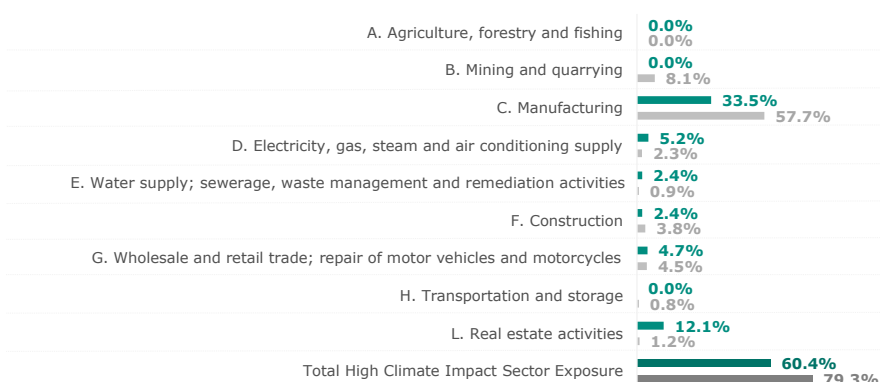 A. Agriculture, forestry and fishing 0.0%
0.0%
B. Mining and quarrying 0.0%
8.1%
C. Manufacturing 33.5%
57.7%
D. Electricity, gas, steam and air conditioning supply 5.2%
2.3%
E. Water supply; sewerage, waste management and remediation activities 2.4%
0.9%
F. Construction 2.4%
3.8%
G. Wholesale and retail trade; repair of motor vehicles and motorcycles 4.7%
4.5%
H. Transportation and storage 0.0%
0.8%
L. Real estate activities 12.1%
1.2%
Total High Climate Impact Sector Exposure 60.4%
79.3%